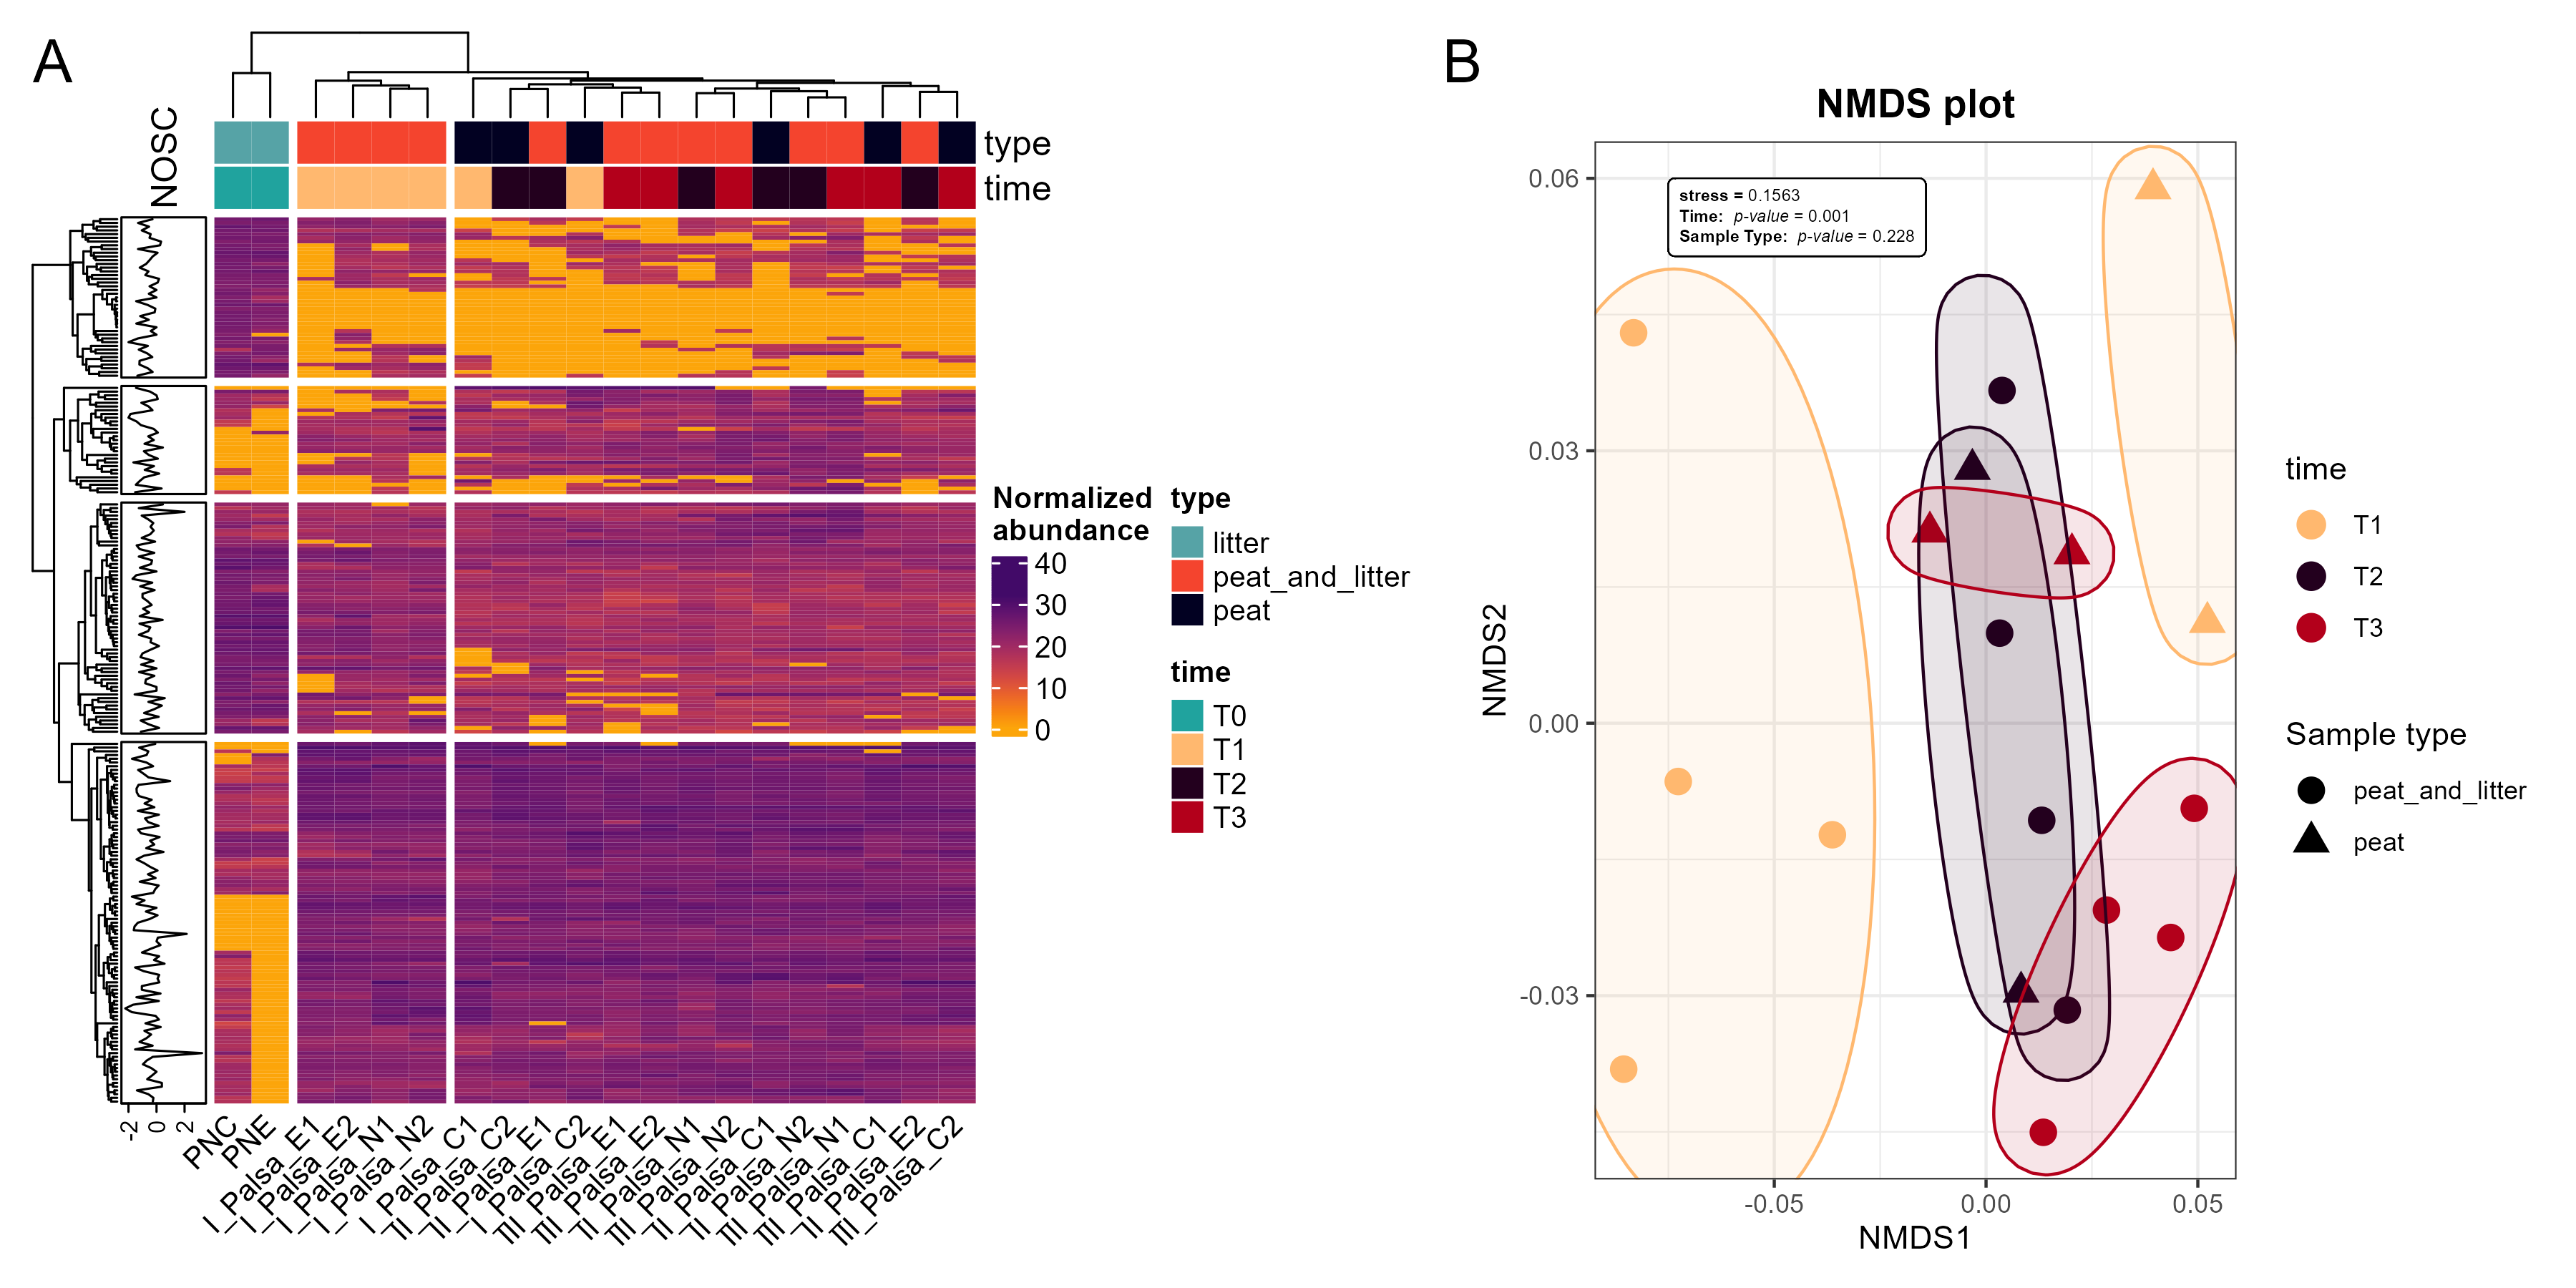 A
NOSC
type
time
Normalized
abundance
40
30
20
10
0
type
litter
peat_and_litter
peat
time
T0
T1
T2
T3
-2
0
2
PNC
PNE
I_Palsa_E1
I_Palsa_E2
I_Palsa_N1
I_Palsa_N2
I_Palsa_C1
II_Palsa_C2
II_Palsa_E1
I_Palsa_C2
III_Palsa_E1
III_Palsa_E2
II_Palsa_N1
III_Palsa_N2
II_Palsa_C1
II_Palsa_N2
III_Palsa_N1
III_Palsa_C1
II_Palsa_E2
III_Palsa_C2
B
NMDS plot
stress = 0.1563
Time: p-value = 0.001
Sample Type: p-value = 0.228
0.06
0.03
0.00
-0.03
NMDS2
-0.05
0.00
0.05
NMDS1
time
T1
T2
T3
Sample type
peat_and_litter
peat